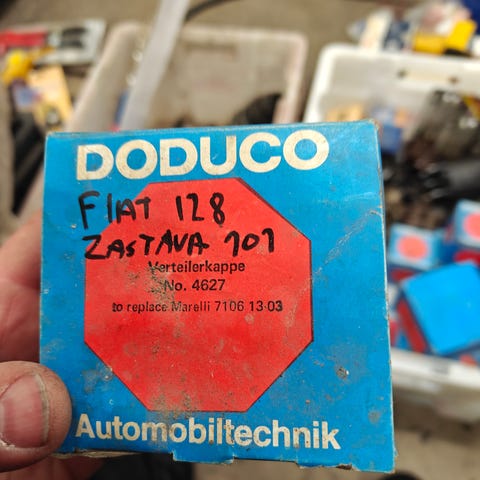 DODUCO
FIAT 128
ZASTAVA 101
Verteilerkappe
No. 4627
to replace Marelli 7106 13-03
Automobiltechnik